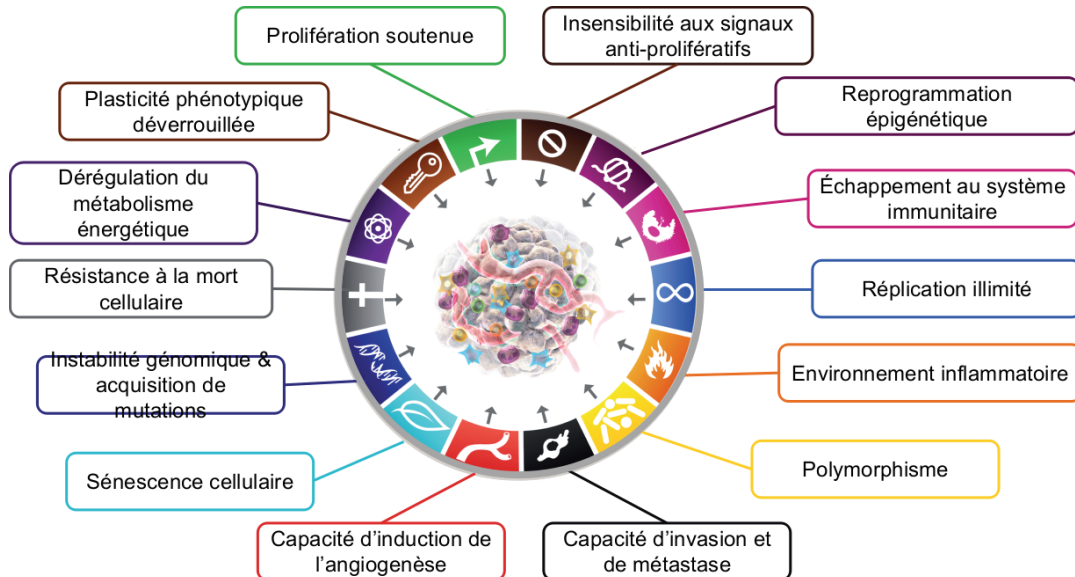 Prolifération soutenue
Insensibilité aux signaux
anti-prolifératifs
Plasticité phénotypique
déverrouillée
Reprogrammation
épigénétique
Dérégulation du
métabolisme
énergétique
Échappement au système
immunitaire
Résistance à la mort
cellulaire
Réplication illimité
Instabilité génomique &
acquisition de
mutations
Environnement inflammatoire
Sénescence cellulaire
Polymorphisme
Capacité d’induction de
l’angiogenèse
Capacité d’invasion et
de métastase